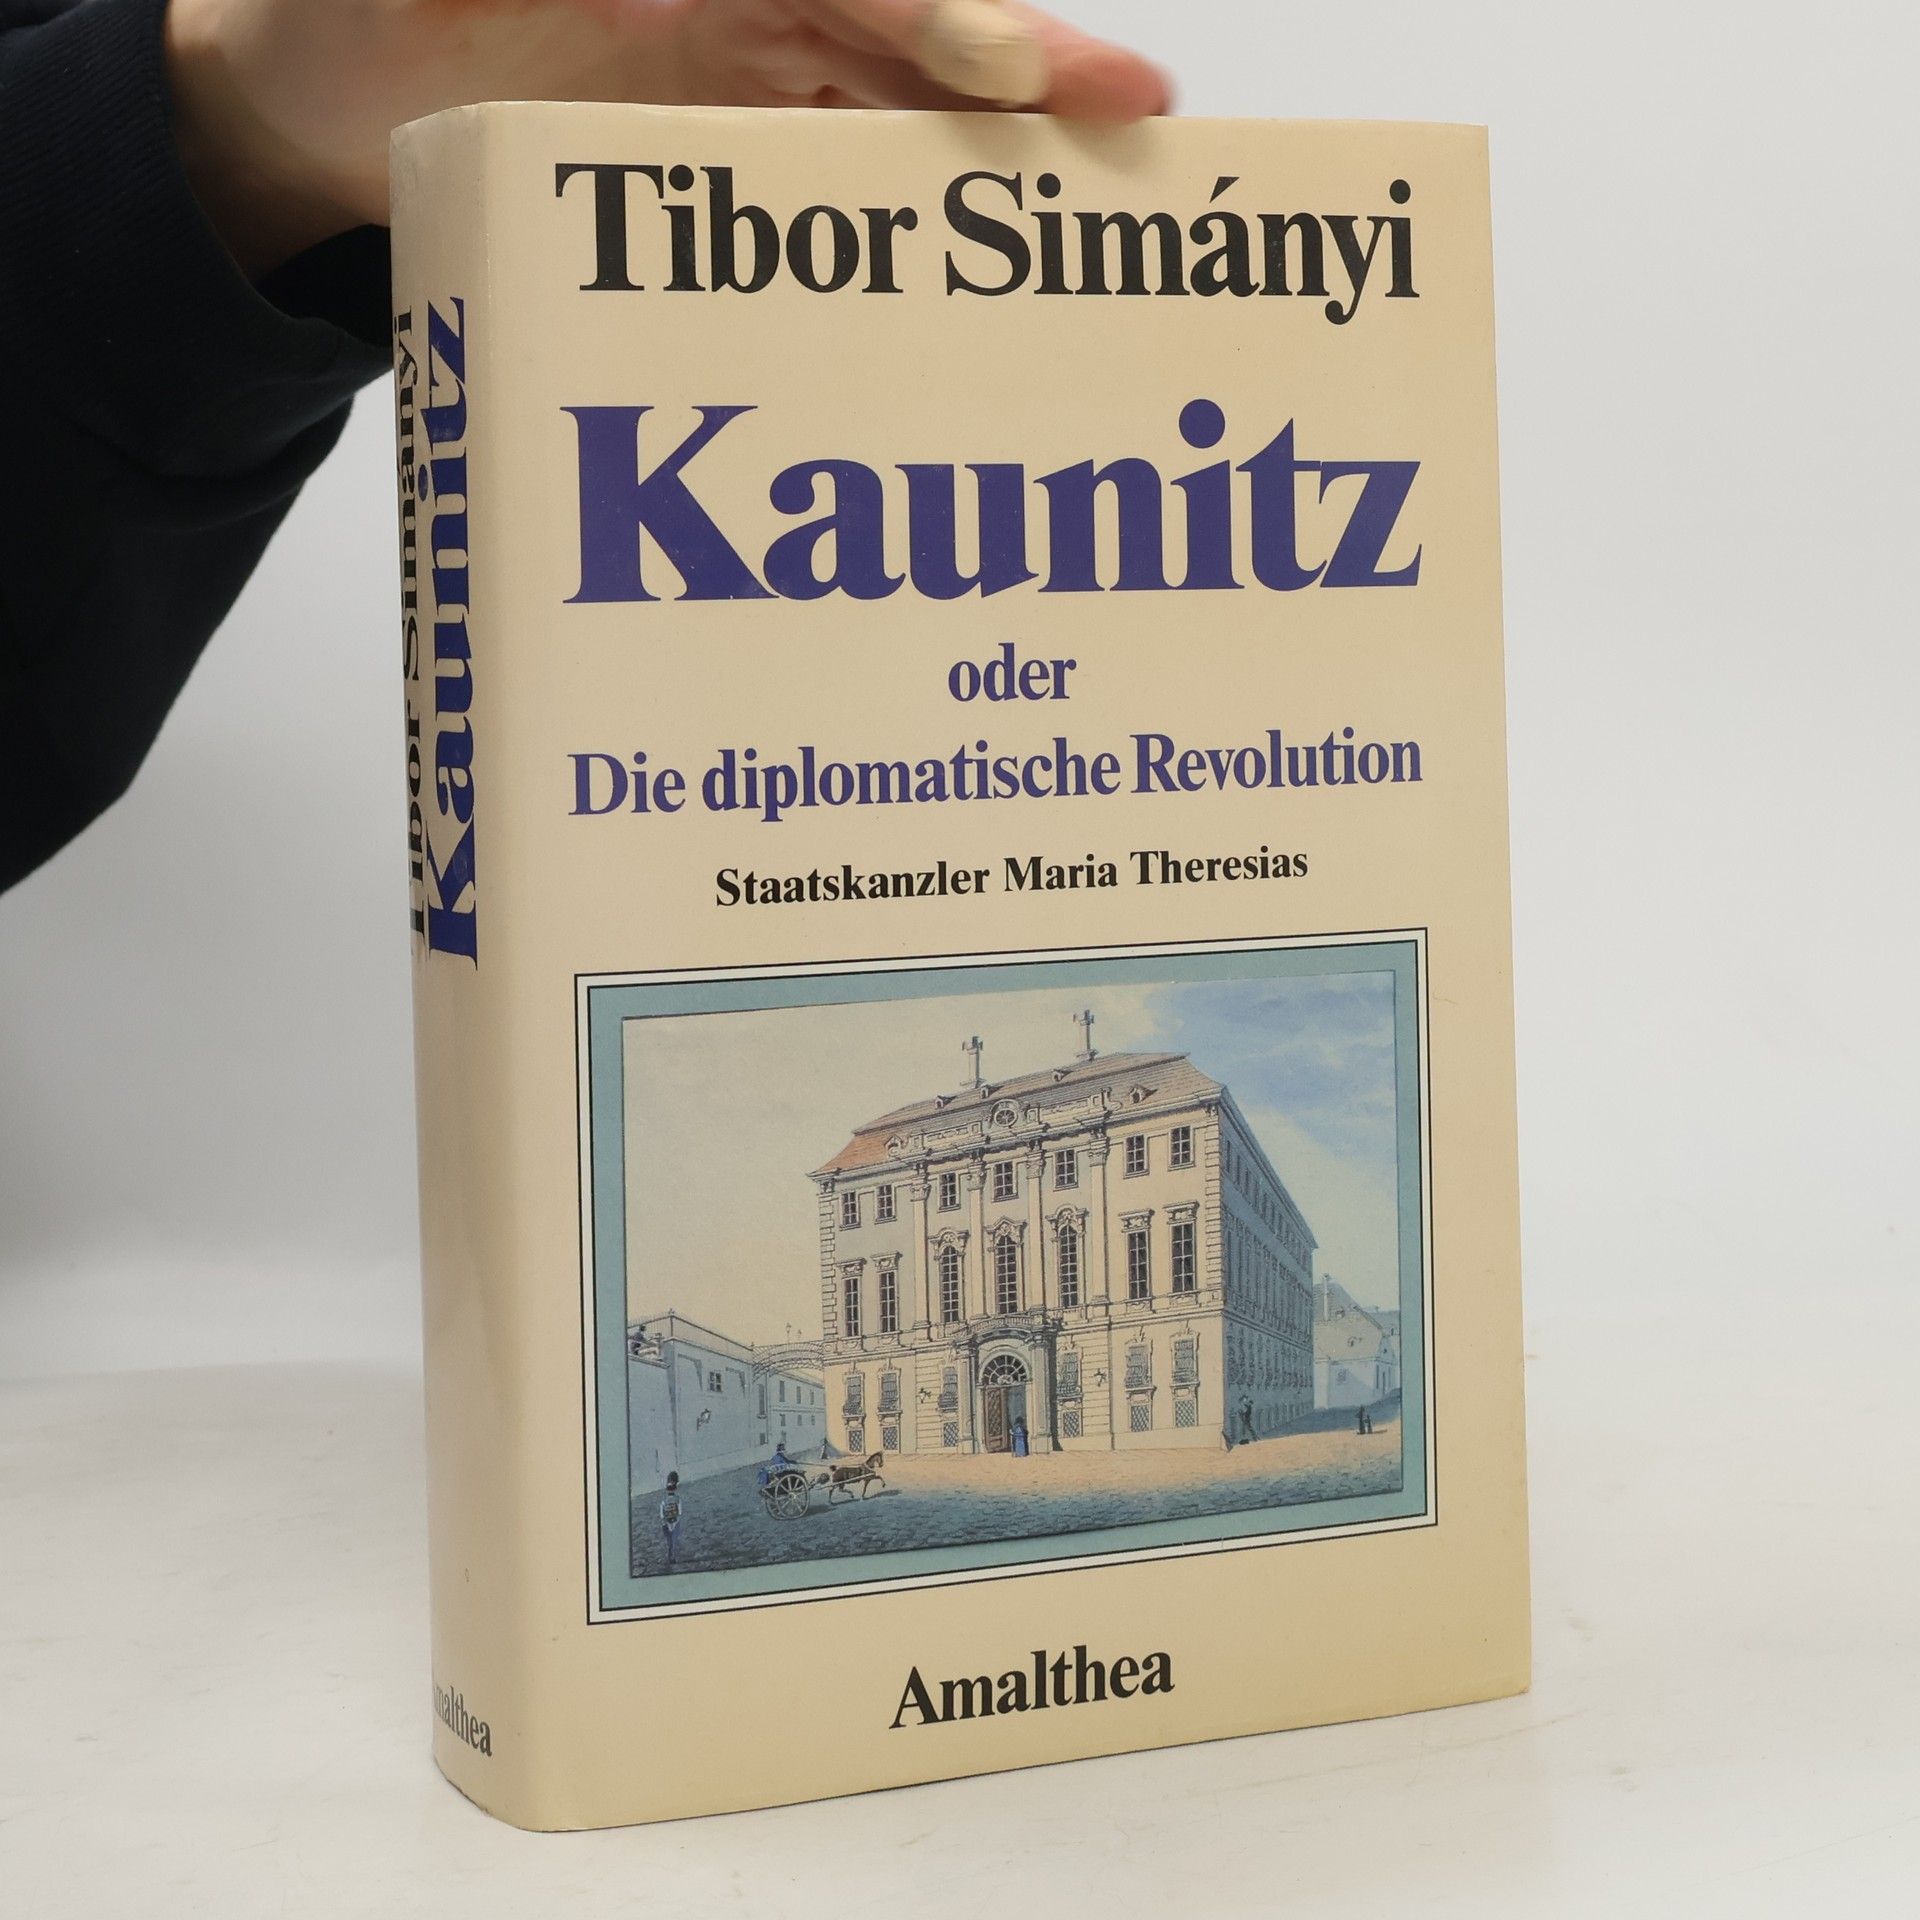 Tibor Simányi
Kaunitz
oder
Die diplomatische Revolution
Staatskanzler Maria Theresias
Amalthea
Tibor Simányi
Kaunitz
Amalthea